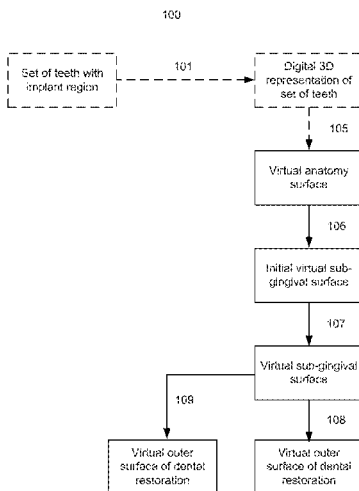 100
Set of teeth with
implant region
101
Digital 3D
representation of
set of teeth
105
Virtual anatomy
surface
106
Initial virtual sub-
gingival surface
107
Virtual sub-gingival
surface
109
108
Virtual outer
surface of dental
restoration
Virtual outer
surface of dental
restoration